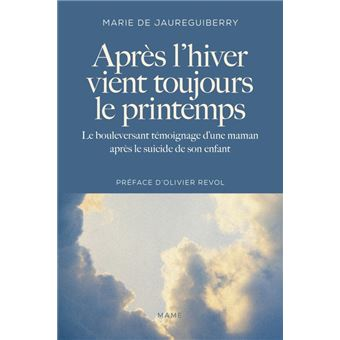 MARIE DE JAUREGUIBERRY
Après l'hiver
vient toujours
le printemps
Le bouleversant témoignage d'une maman
après le suicide de son enfant
PRÉFACE D'OLIVIER REVOL
MAME